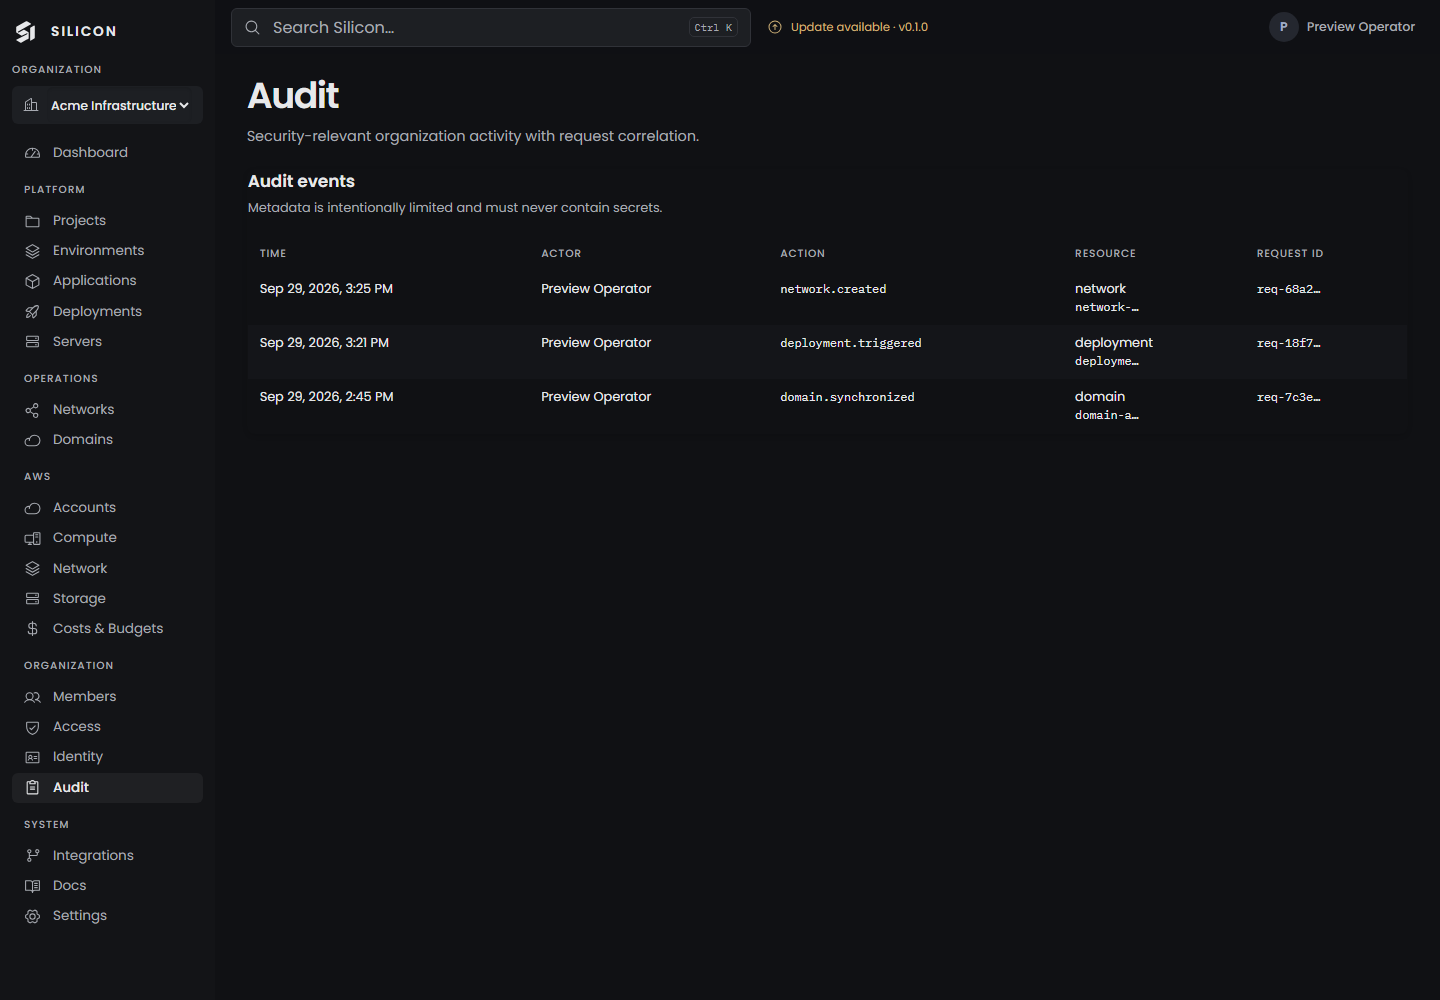 SILICON
ORGANIZATION
Acme Infrastructure
Dashboard
PLATFORM
Projects
Environments
Applications
Deployments
Servers
OPERATIONS
Networks
Domains
AWS
Accounts
Compute
Network
Storage
Costs & Budgets
ORGANIZATION
Members
Access
Identity
Audit
SYSTEM
Integrations
Docs
Settings
Search Silicon... Ctrl K
Update available · v0.1.0
P Preview Operator
Audit
Security-relevant organization activity with request correlation.
Audit events
Metadata is intentionally limited and must never contain secrets.
TIME ACTOR ACTION RESOURCE REQUEST ID
Sep 29, 2026, 3:25 PM Preview Operator network.created network req-68a2…
network-…
Sep 29, 2026, 3:21 PM Preview Operator deployment.triggered deployment req-18f7…
deployme…
Sep 29, 2026, 2:45 PM Preview Operator domain.synchronized domain req-7c3e…
domain-a…